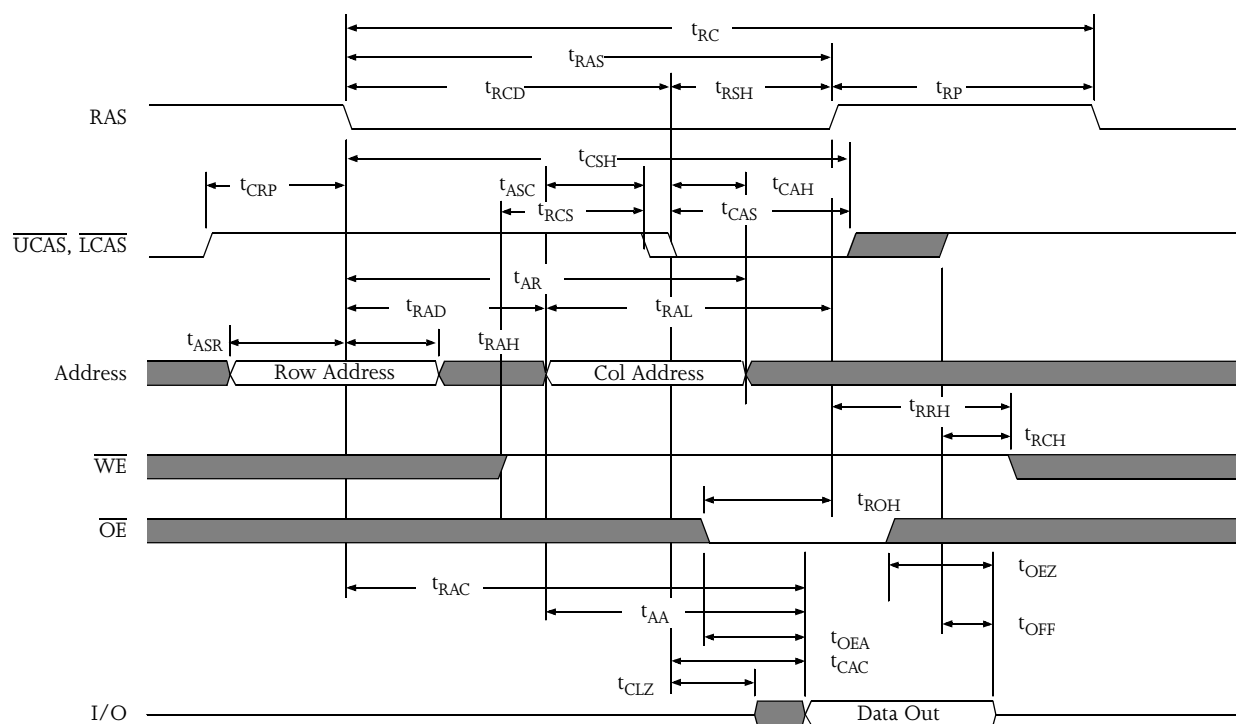 tRC
tRAS
tRCD tRSH tRP
RAS
tCSH
tCRP tASC tCAH
tRCS tCAS
UCAS, LCAS
tAR
tRAD tRAL
tASR tRAH
Address Row Address Col Address
tRRH
tRCH
WE
tROH
OE
tOEZ
tRAC
tAA tOFF
tOEA
tCAC
tCLZ
I/O Data Out